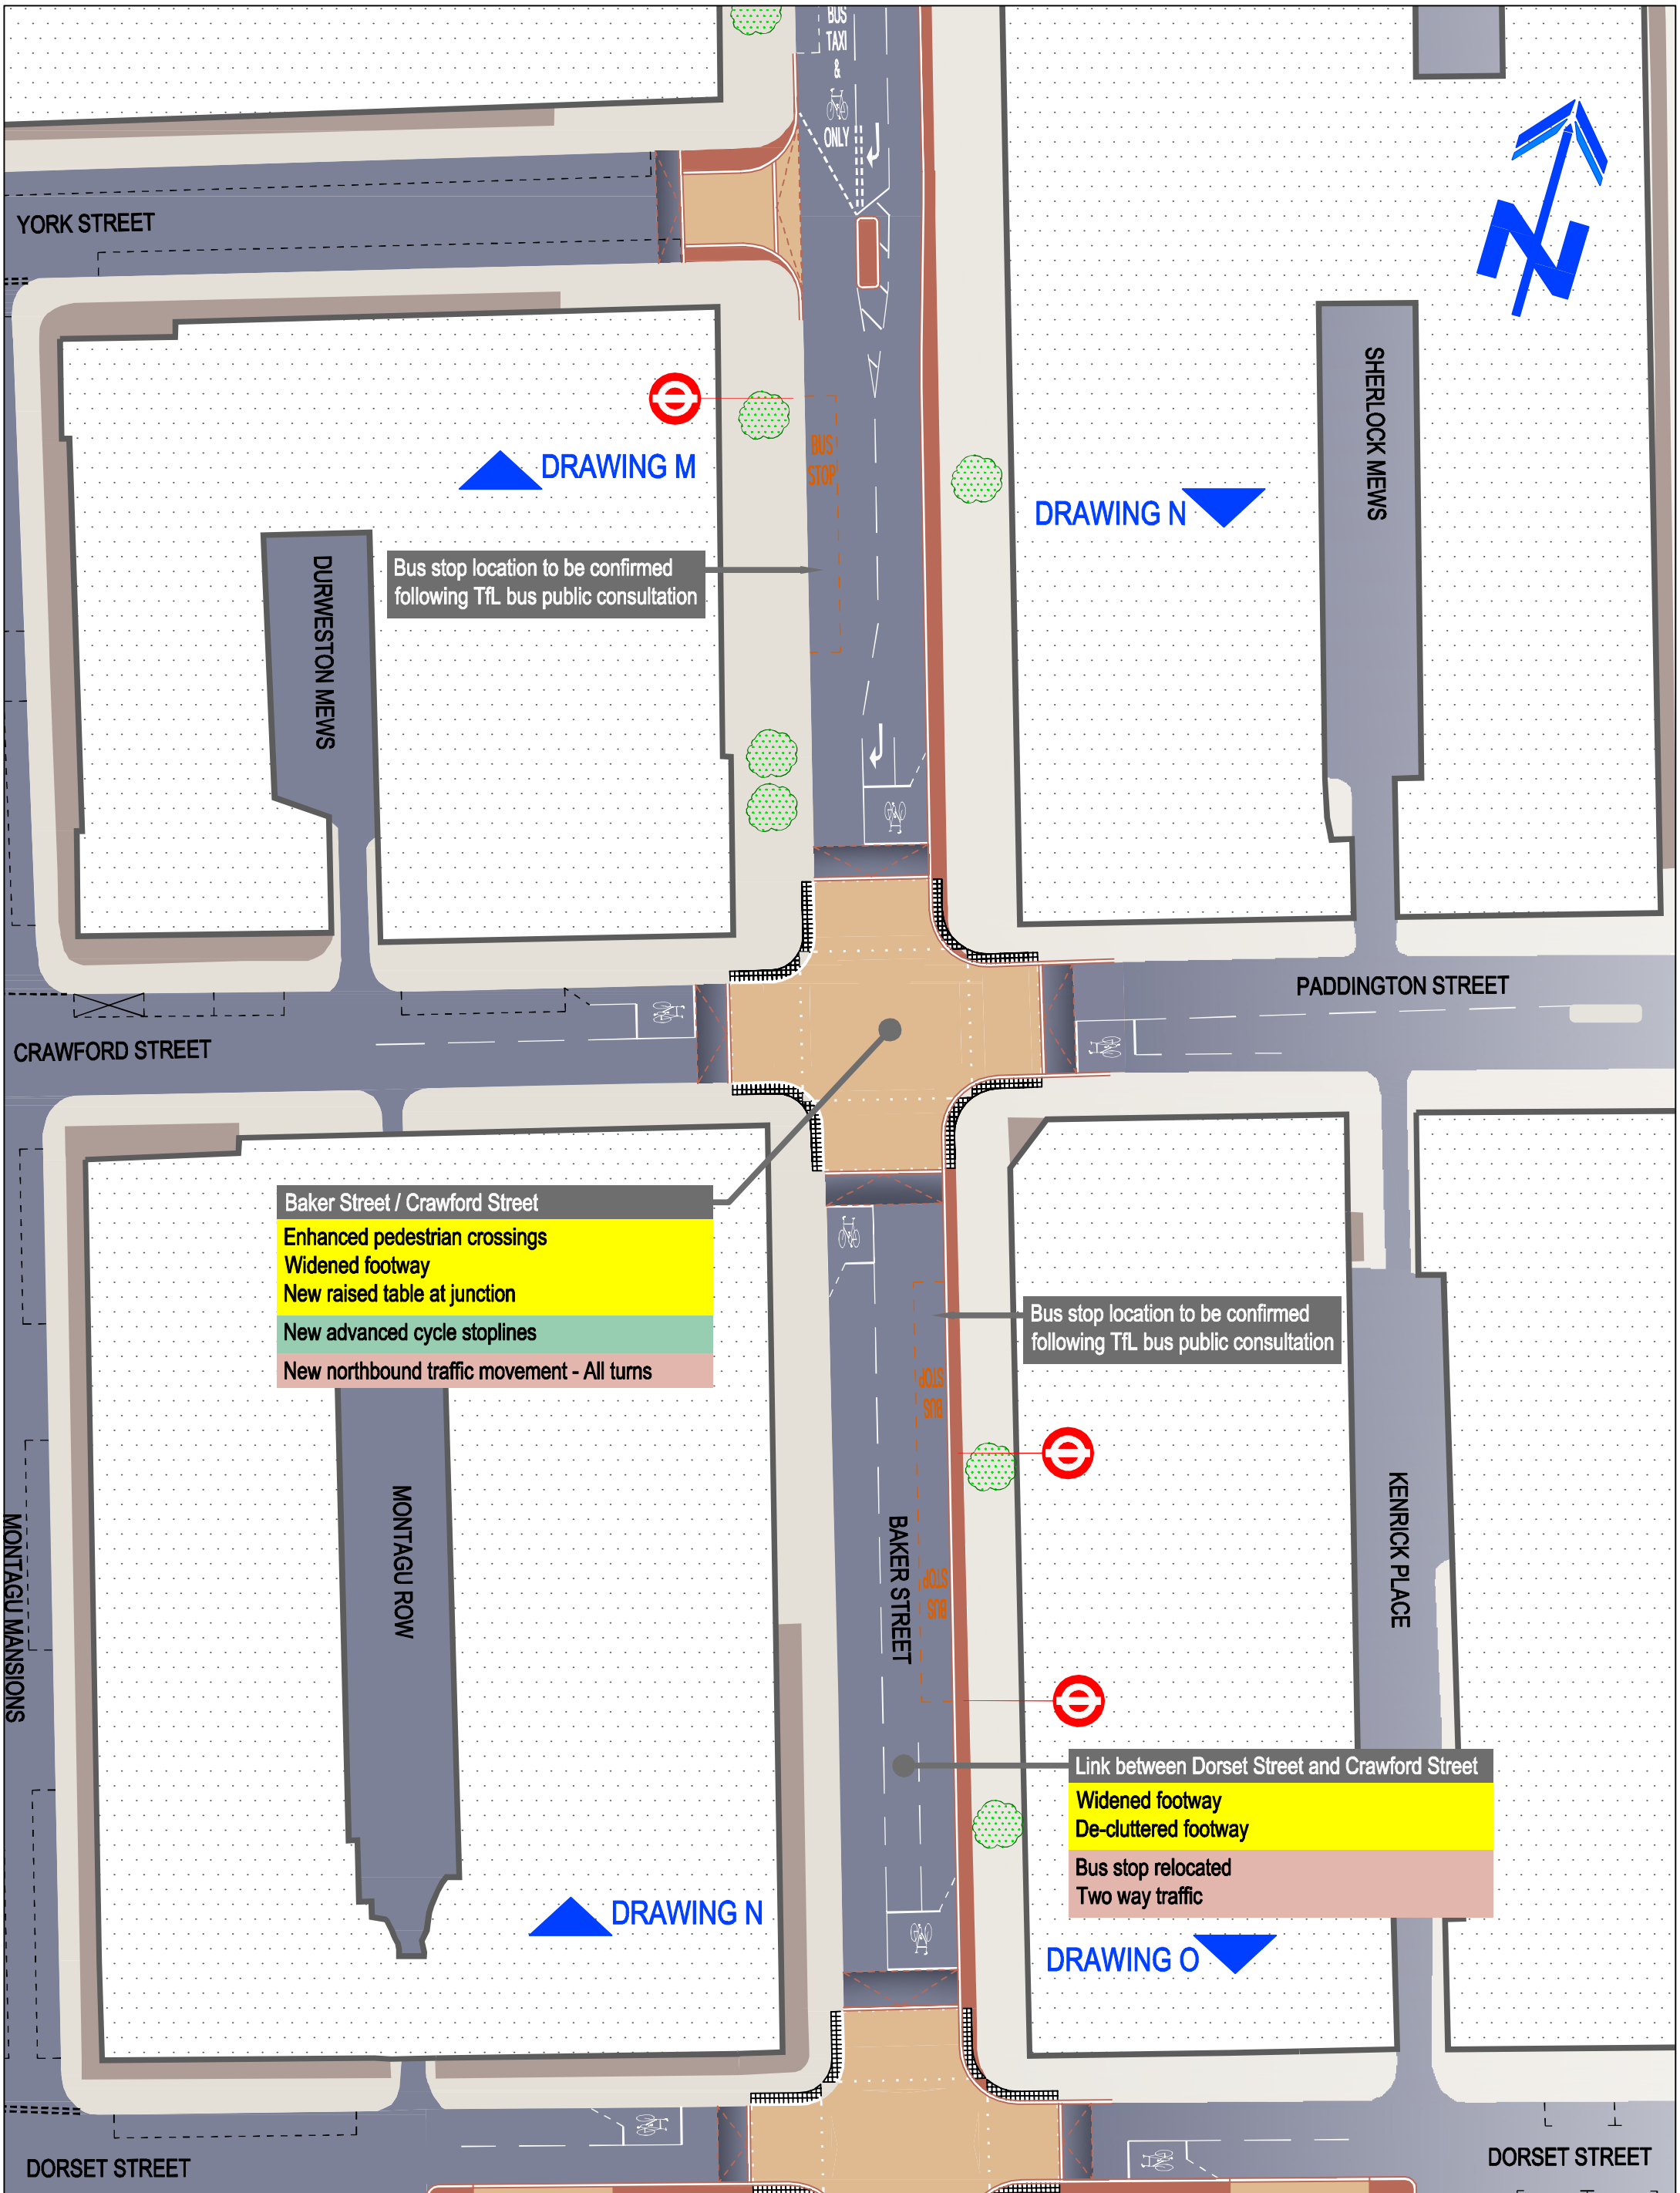 BUS
TAXI
&
ONLY
YORK STREET
N
SHERLOCK MEWS
DRAWING M
BUS
STOP
DRAWING N
DURWESTON MEWS
Bus stop location to be confirmed
following TfL bus public consultation
PADDINGTON STREET
CRAWFORD STREET
Baker Street / Crawford Street
Enhanced pedestrian crossings
Widened footway
New raised table at junction
New advanced cycle stoplines
New northbound traffic movement - All turns
Bus stop location to be confirmed
following TfL bus public consultation
BUS
STOP
MONTAGU MANSIONS
MONTAGU ROW
BAKER STREET
BUS
STOP
KENRICK PLACE
Link between Dorset Street and Crawford Street
Widened footway
De-cluttered footway
Bus stop relocated
Two way traffic
DRAWING N
DRAWING O
DORSET STREET
DORSET STREET